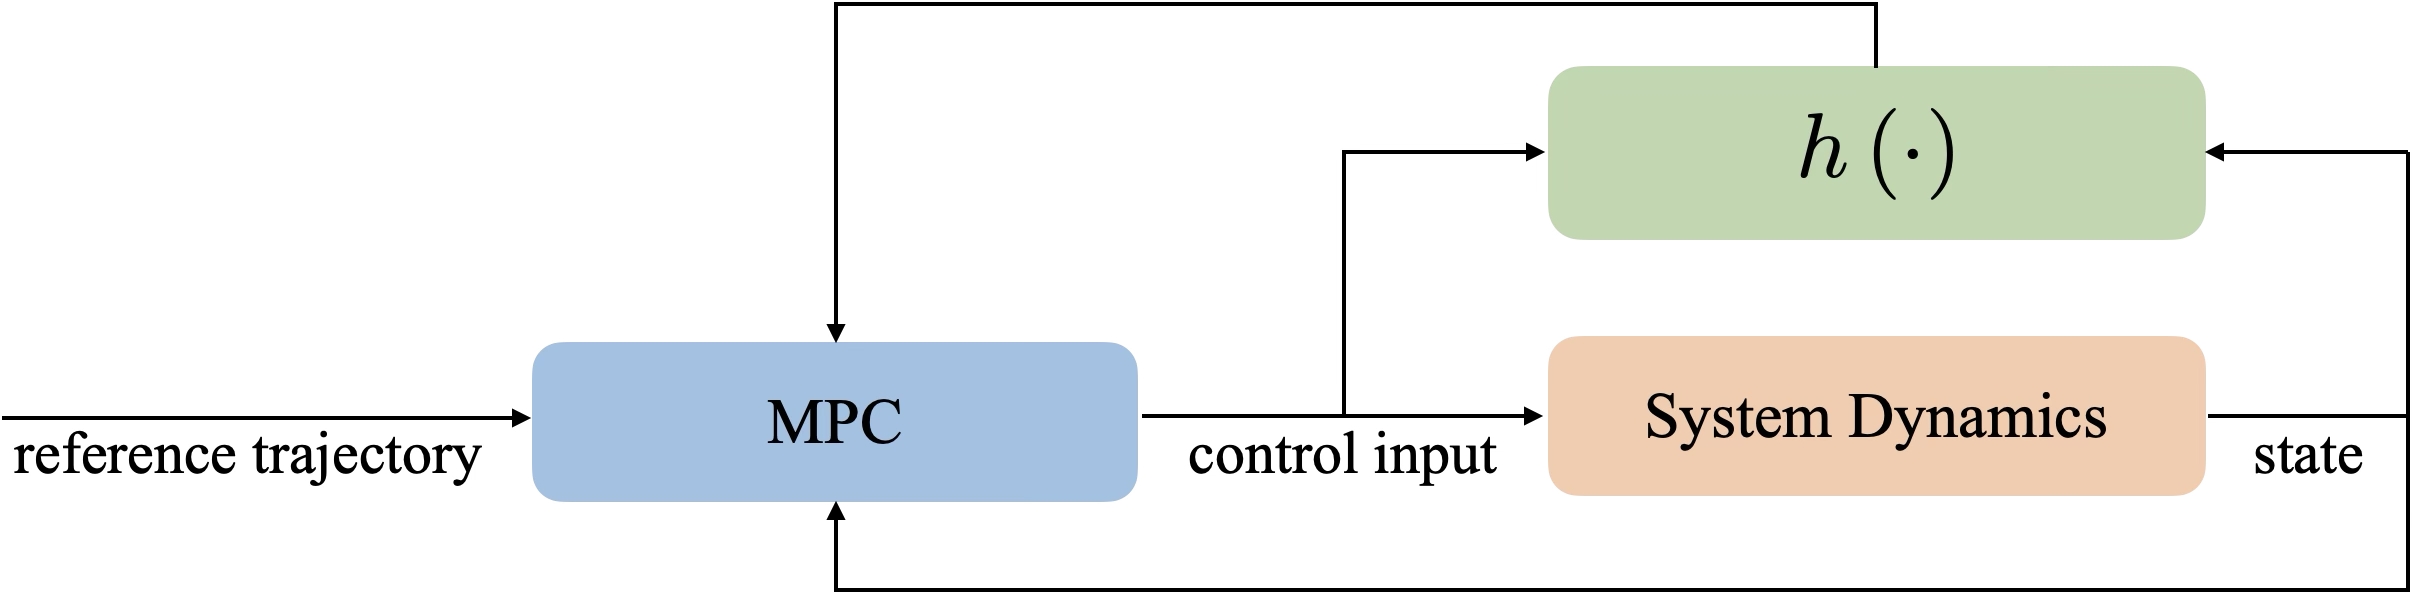 h (·)
MPC
System Dynamics
reference trajectory
control input
state